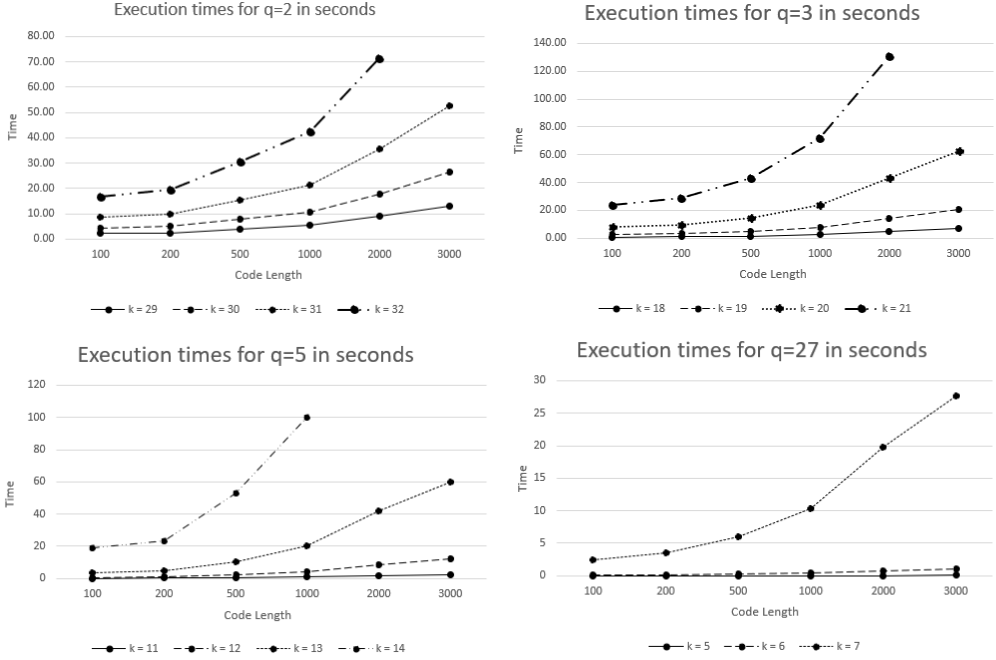 Execution times for q=2 in seconds
80.00
70.00
60.00
50.00
40.00
30.00
20.00
10.00
0.00
Time
100 200 500 1000 2000 3000
Code Length
k = 29 k = 30 k = 31 k = 32
Execution times for q=3 in seconds
140.00
120.00
100.00
80.00
60.00
40.00
20.00
0.00
Time
100 200 500 1000 2000 3000
Code Length
k = 18 k = 19 k = 20 k = 21
Execution times for q=5 in seconds
120
100
80
60
40
20
0
Time
100 200 500 1000 2000 3000
Code Length
k = 11 k = 12 k = 13 k = 14
Execution times for q=27 in seconds
30
25
20
15
10
5
0
Time
100 200 500 1000 2000 3000
Code Length
k = 5 k = 6 k = 7